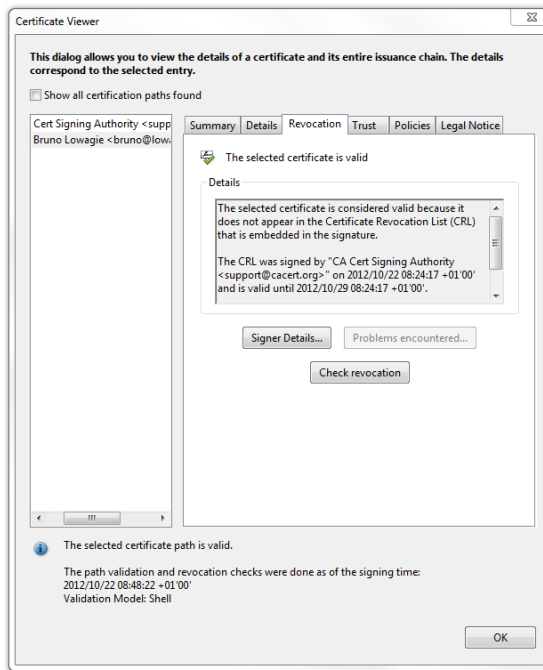 Certificate Viewer
This dialog allows you to view the details of a certificate and its entire issuance chain. The details
correspond to the selected entry.
Show all certification paths found
Cert Signing Authority <supp
Bruno Lowagie <bruno@lowa
Summary Details Revocation Trust Policies Legal Notice
The selected certificate is valid
Details
The selected certificate is considered valid because it
does not appear in the Certificate Revocation List (CRL)
that is embedded in the signature.
The CRL was signed by "CA Cert Signing Authority
<support@cacert.org>" on 2012/10/22 08:24:17 +01'00'
and is valid until 2012/10/29 08:24:17 +01'00'.
Signer Details... Problems encountered...
Check revocation
The selected certificate path is valid.
The path validation and revocation checks were done as of the signing time:
2012/10/22 08:48:22 +01'00'
Validation Model: Shell
OK